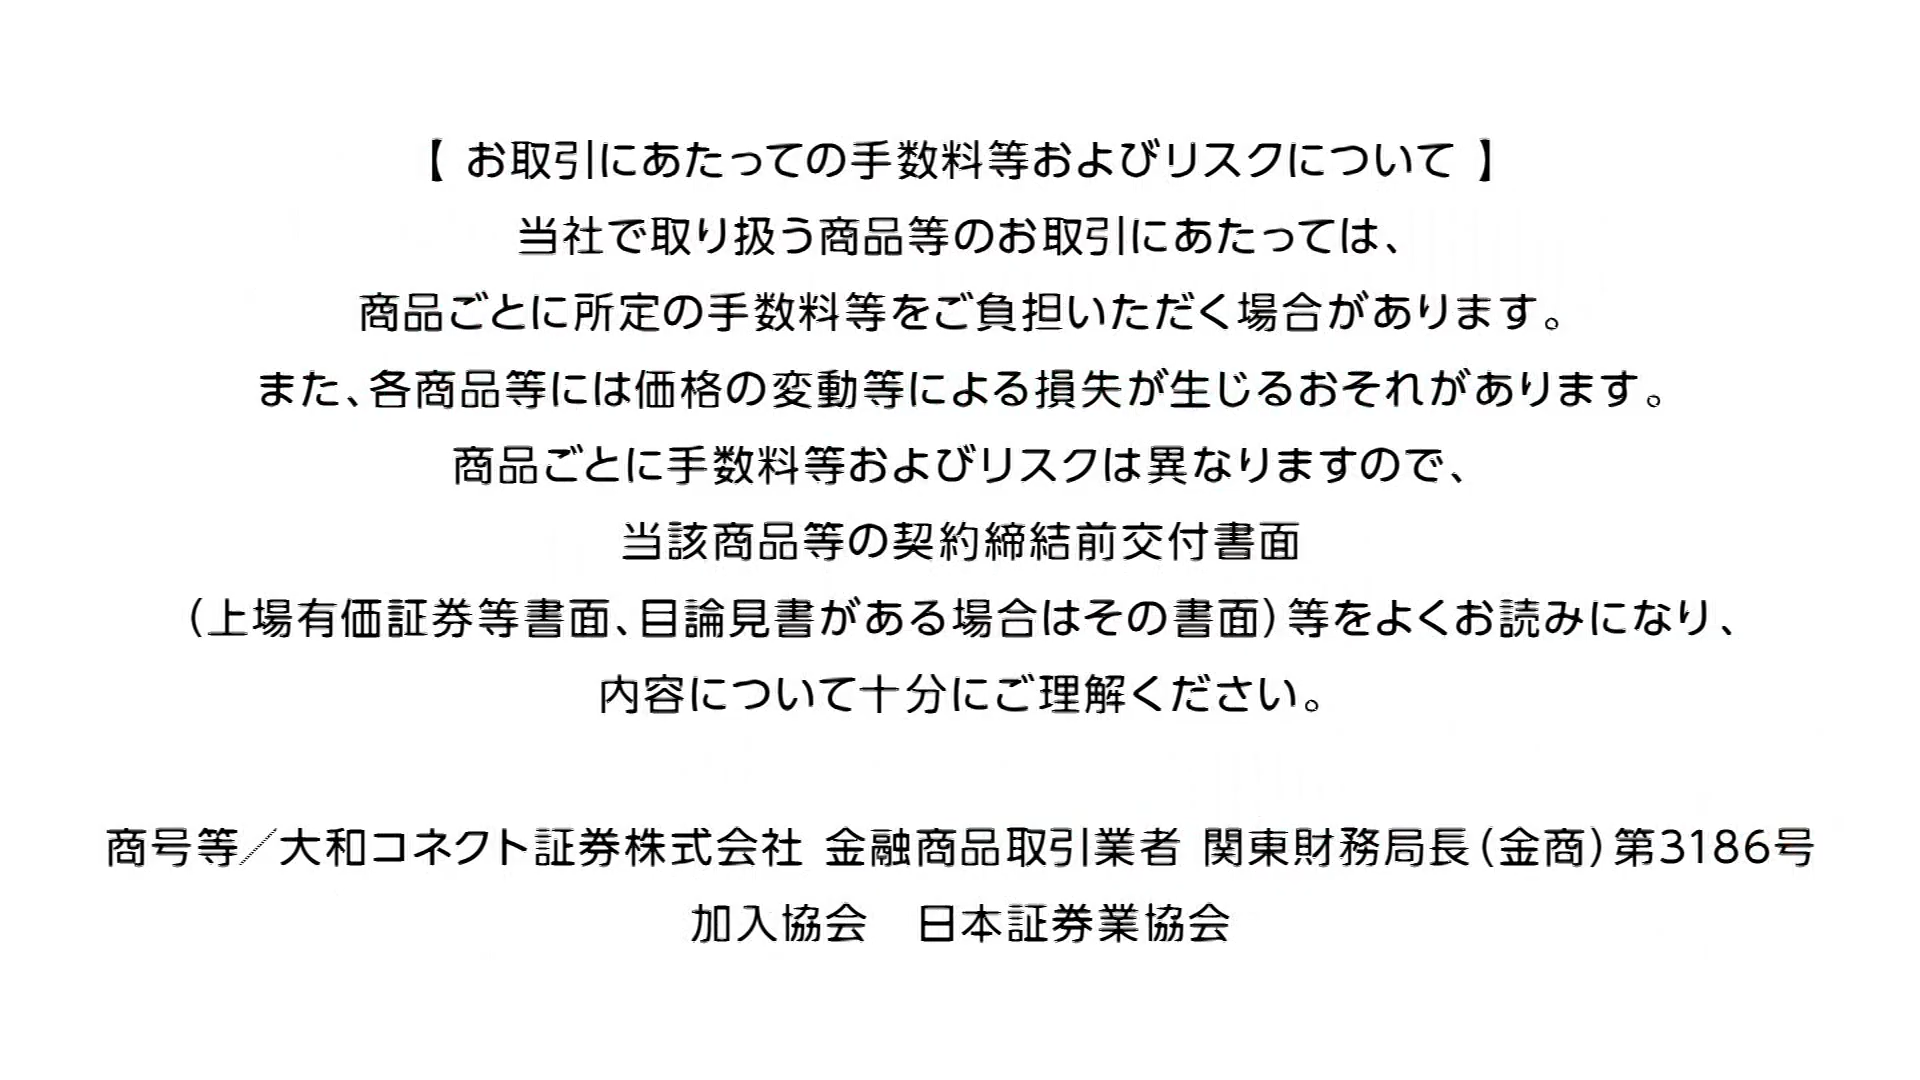 【 お取引にあたっての手数料等およびリスクについて 】
当社で取り扱う商品等のお取引にあたっては、
商品ごとに所定の手数料等をご負担いただく場合があります。
また、各商品等には価格の変動等による損失が生じるおそれがあります。
商品ごとに手数料等およびリスクは異なりますので、
当該商品等の契約締結前交付書面
（上場有価証券等書面、目論見書がある場合はその書面）等をよくお読みになり、
内容について十分にご理解ください。
商号等／大和コネクト証券株式会社 金融商品取引業者 関東財務局長（金商）第3186号
加入協会　日本証券業協会